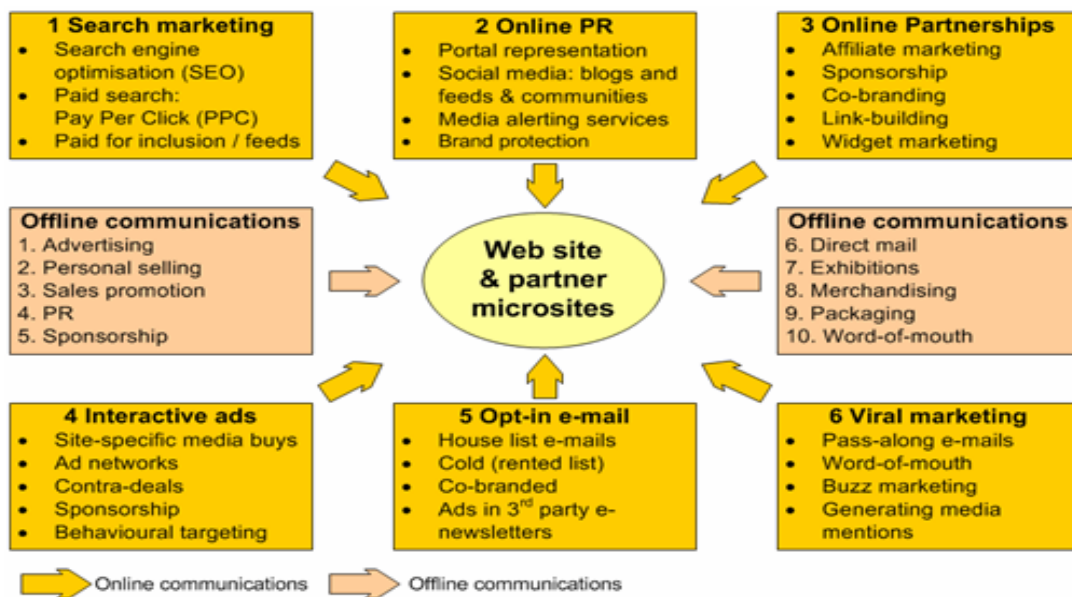 1 Search marketing
• Search engine
optimisation (SEO)
• Paid search:
Pay Per Click (PPC)
• Paid for inclusion / feeds
2 Online PR
• Portal representation
• Social media: blogs and
feeds & communities
• Media alerting services
• Brand protection
3 Online Partnerships
• Affiliate marketing
• Sponsorship
• Co-branding
• Link-building
• Widget marketing
Offline communications
1. Advertising
2. Personal selling
3. Sales promotion
4. PR
5. Sponsorship
Web site
& partner
microsites
Offline communications
6. Direct mail
7. Exhibitions
8. Merchandising
9. Packaging
10. Word-of-mouth
4 Interactive ads
• Site-specific media buys
• Ad networks
• Contra-deals
• Sponsorship
• Behavioural targeting
5 Opt-in e-mail
• House list e-mails
• Cold (rented list)
• Co-branded
• Ads in 3rd party e-
newsletters
6 Viral marketing
• Pass-along e-mails
• Word-of-mouth
• Buzz marketing
• Generating media
mentions
Online communications
Offline communications